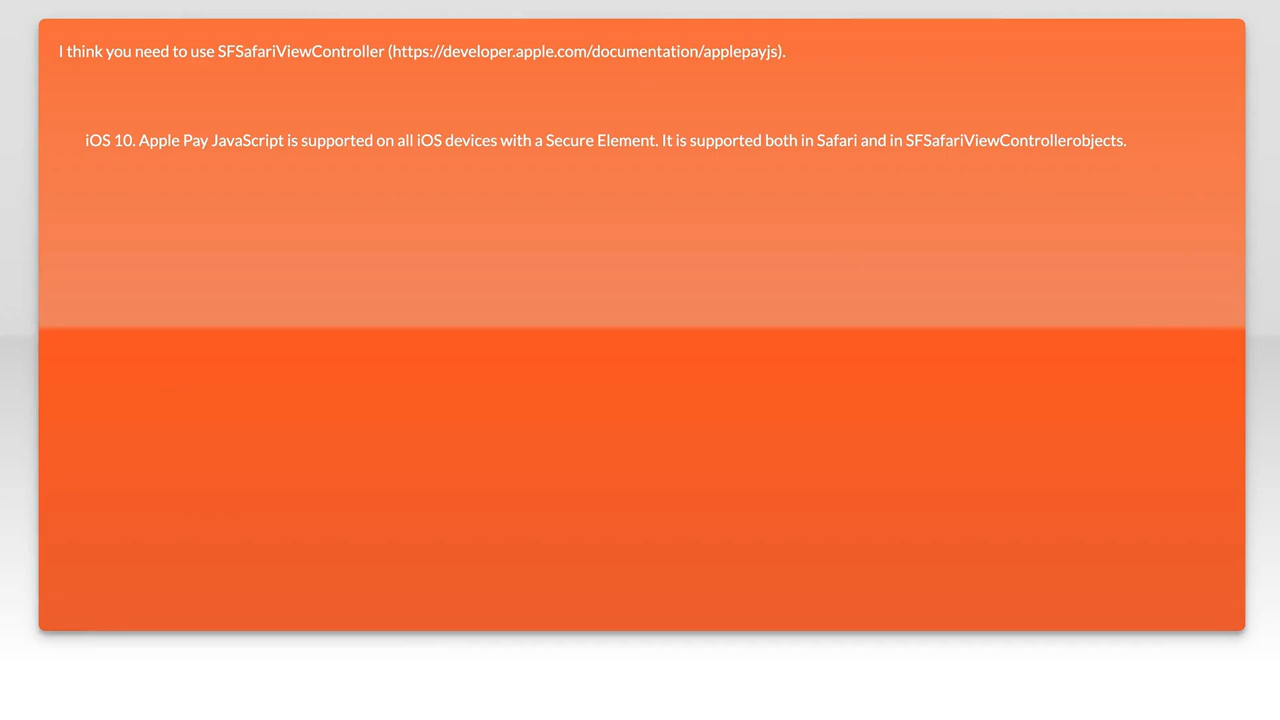 I think you need to use SFSafariViewController (https://developer.apple.com/documentation/applepayjs).
iOS 10. Apple Pay JavaScript is supported on all iOS devices with a Secure Element. It is supported both in Safari and in SFSafariViewControllerobjects.